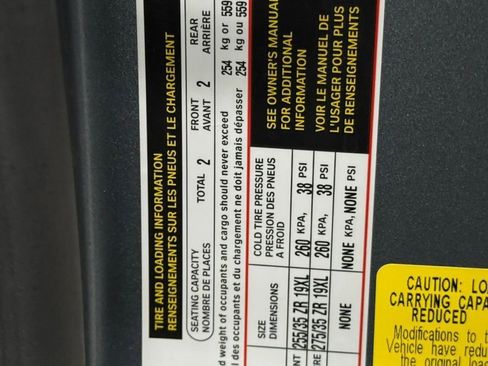 TIRE AND LOADING INFORMATION
RENSEIGNEMENTS SUR LES PNEUS ET LE CHARGEMENT
SEATING CAPACITY
NOMBRE DE PLACES
TOTAL 2
FRONT
AVANT 2
REAR
ARRIÈRE
weight of occupants and cargo should never exceed 254 kg or 559
des occupants et du chargement ne doit jamais dépasser 254 kg ou 559
SIZE
DIMENSIONS
COLD TIRE PRESSURE
PRESSION DES PNEUS
A FROID
255/35 ZR 19XL 260 KPA, 38 PSI
275/35 ZR 19XL 260 KPA, 38 PSI
NONE NONE KPA, NONE PSI
SEE OWNER'S MANUAL
FOR ADDITIONAL
INFORMATION
VOIR LE MANUEL DE
L'USAGER POUR PLUS
DE RENSEIGNEMENTS
CAUTION: LO
CARRYING CAPA
REDUCED
Modifications to t
Vehicle have reduc
the original loa